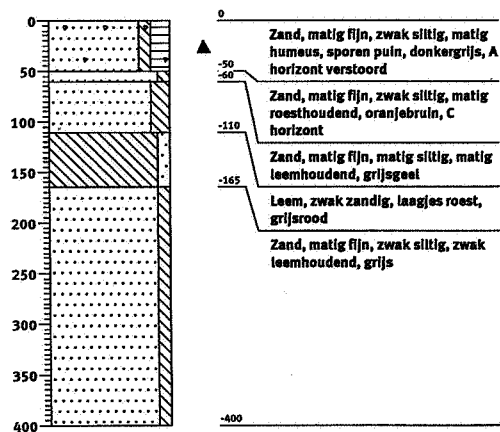 0
50
100
150
200
250
300
350
400
0
Zand, matig fijn, zwak siltig, matig
humeus, sporen puin, donkergrijs, A
horizont verstoord
-50
-60
Zand, matig fijn, zwak siltig, matig
roesthoudend, oranjebruin, C
horizont
-110
Zand, matig fijn, matig siltig, matig
leemhoudend, grijsgeel
-165
Leem, zwak zandig, laagjes roest,
grijsrood
Zand, matig fijn, zwak siltig, zwak
leemhoudend, grijs
-400